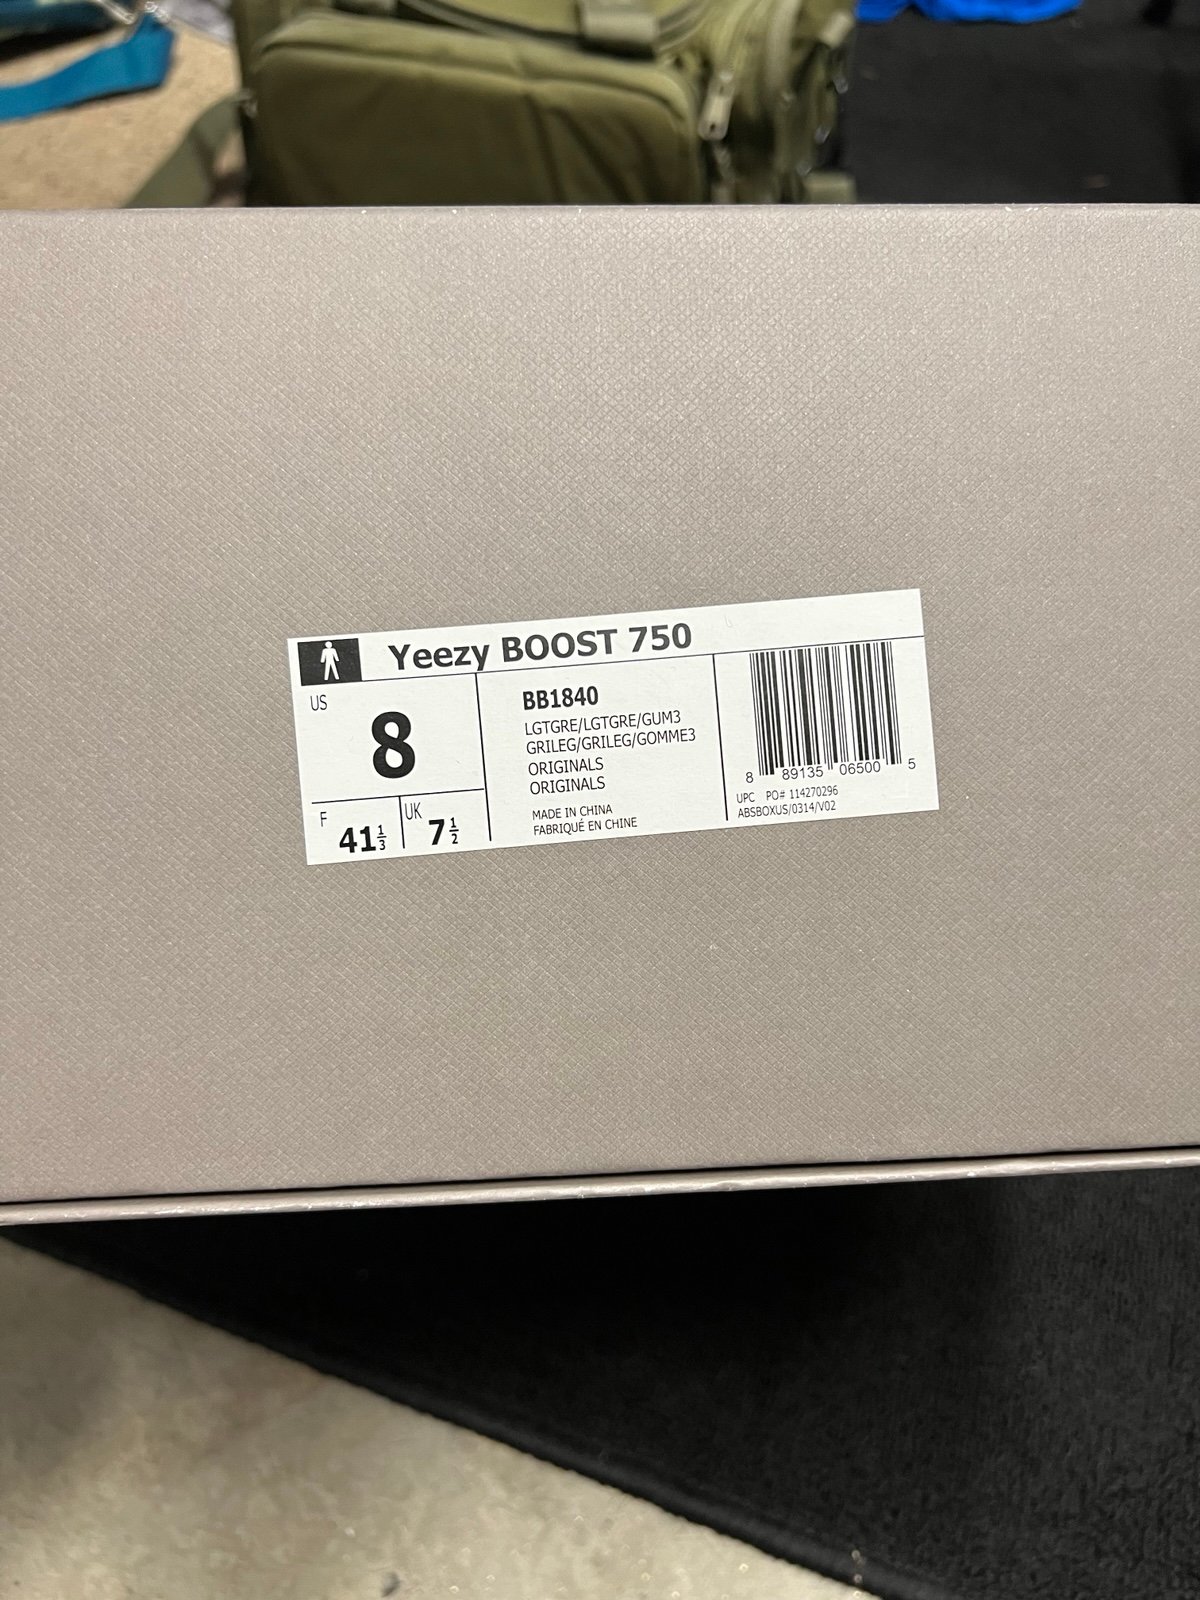 Yeezy BOOST 750
US
8
F
41 1/3
UK
7 1/2
BB1840
LGTGRE/LGTGRE/GUM3
GRILEG/GRILEG/GOMME3
ORIGINALS
ORIGINALS
MADE IN CHINA
FABRIQUÉ EN CHINE
8 89135 06500 5
UPC PO# 114270296
ABSBOXUS/0314/V02